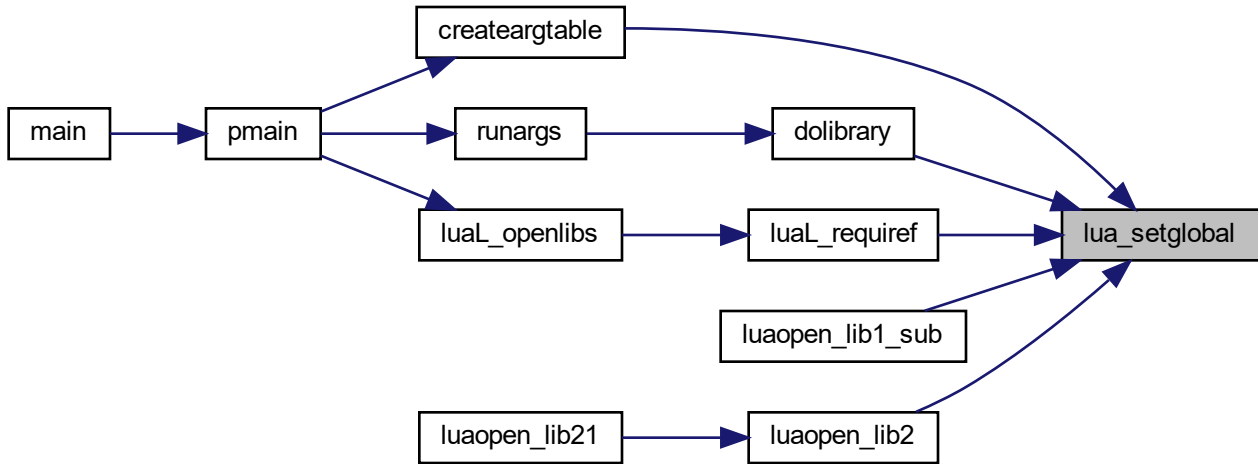 createargtable
main
pmain
runargs
dolibrary
luaL_openlibs
luaL_requiref
lua_setglobal
luaopen_lib1_sub
luaopen_lib21
luaopen_lib2